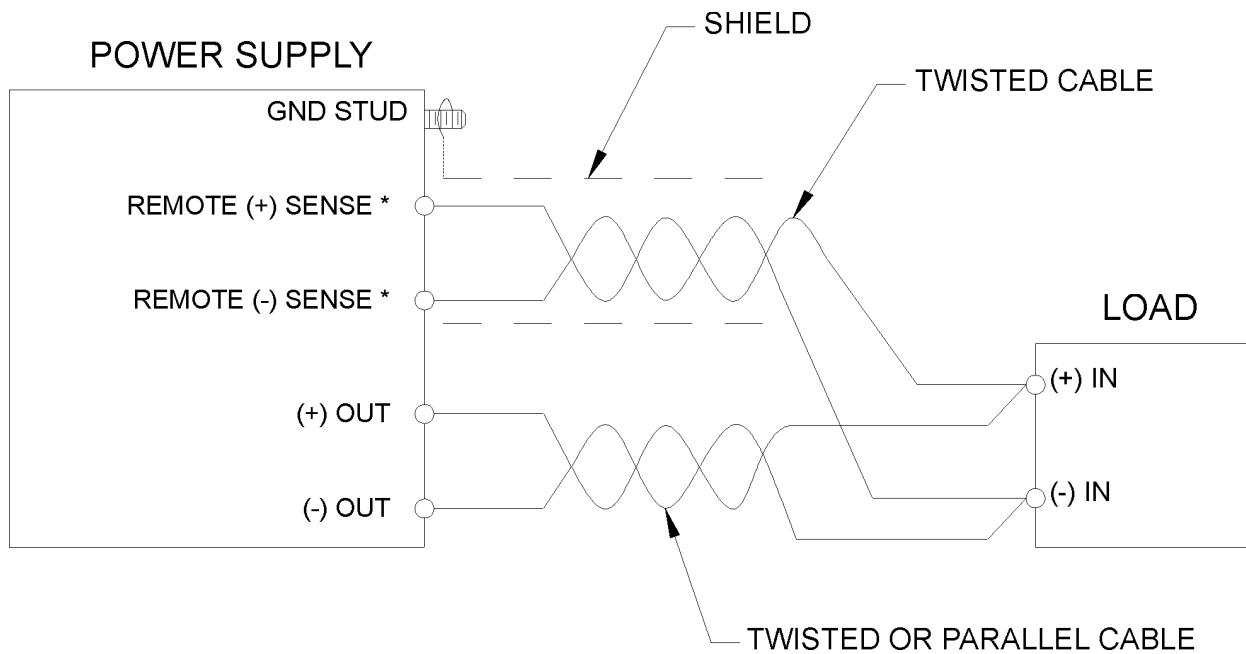 SHIELD
POWER SUPPLY
TWISTED CABLE
GND STUD
REMOTE (+) SENSE *
REMOTE (-) SENSE *
LOAD
(+) IN
(+) OUT
(-) IN
(-) OUT
TWISTED OR PARALLEL CABLE